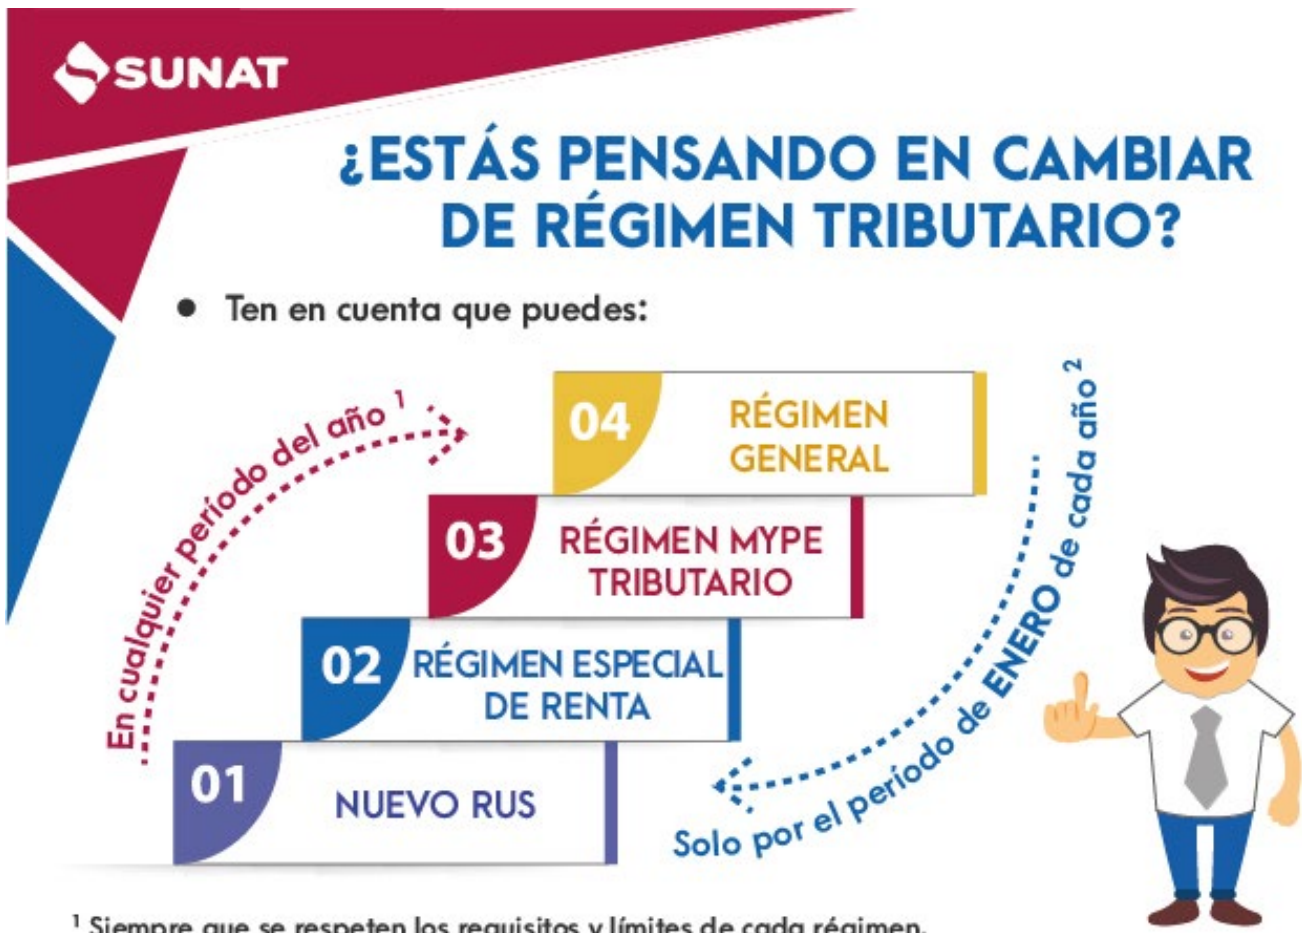 SUNAT
¿ESTÁS PENSANDO EN CAMBIAR
DE RÉGIMEN TRIBUTARIO?
● Ten en cuenta que puedes:
En cualquier período del año ¹
04 RÉGIMEN
GENERAL
03 RÉGIMEN MYPE
TRIBUTARIO
02 RÉGIMEN ESPECIAL
DE RENTA
01 NUEVO RUS
Solo por el período de ENERO de cada año ²
¹ Siempre que se respeten los requisitos y límites de cada régimen.